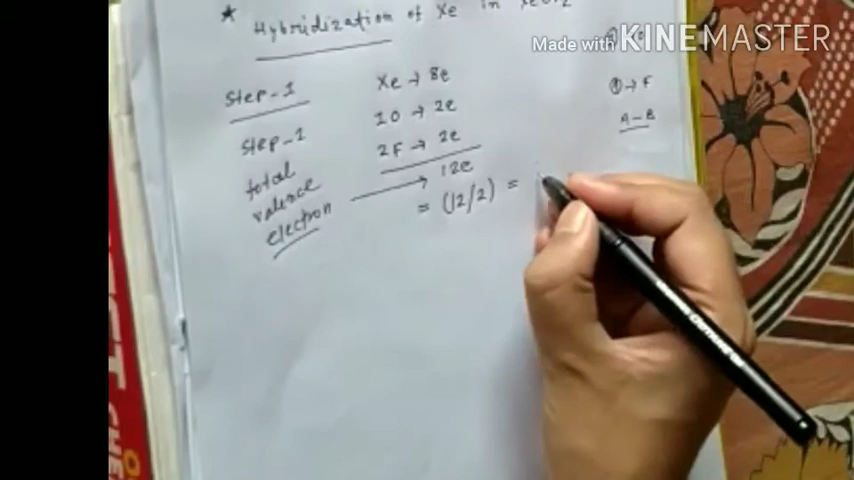 * Hybridization of Xe in
Made with KINEMASTER
Step-1 Xe → 8e
① → F
Step-2 1O → 2e
A-B
total 2F → 2e
valence → 12e
electron = (12/2) =